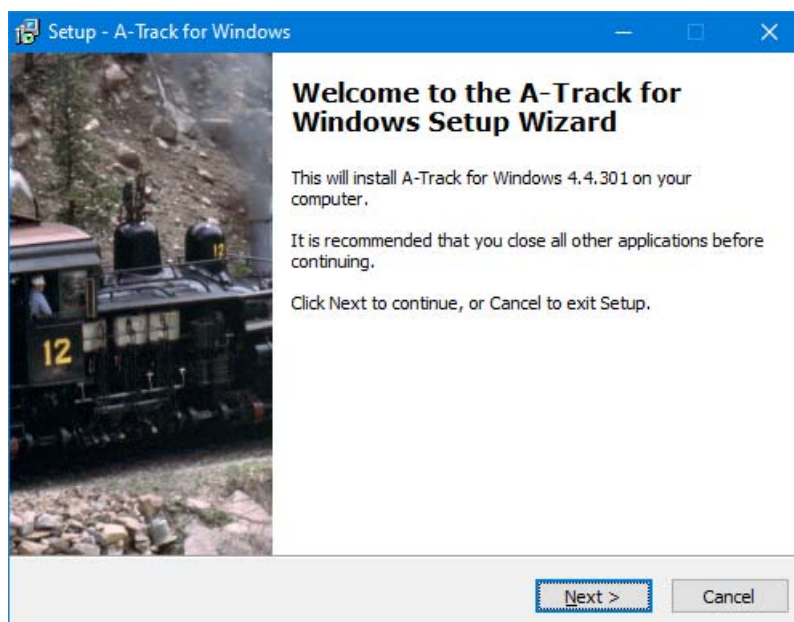 Setup - A-Track for Windows
Welcome to the A-Track for
Windows Setup Wizard
This will install A-Track for Windows 4.4.301 on your
computer.
It is recommended that you close all other applications before
continuing.
Click Next to continue, or Cancel to exit Setup.
12
12
Next >
Cancel